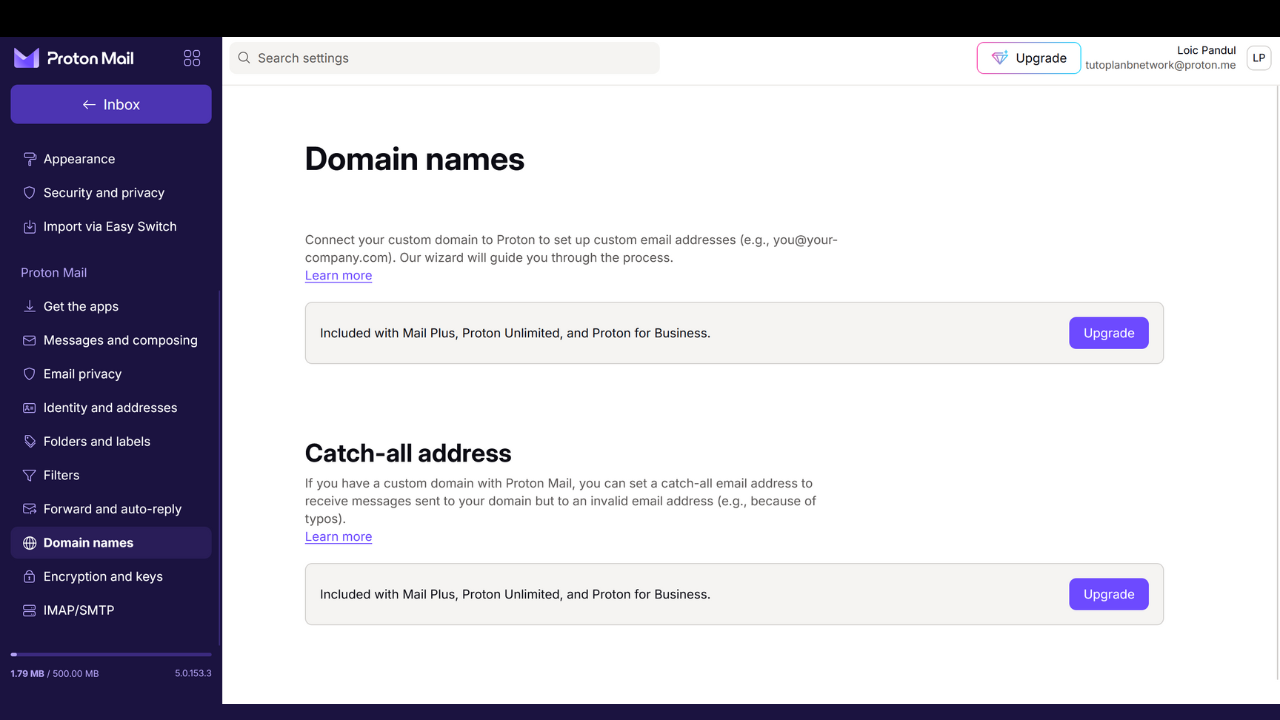 Proton Mail
Inbox
Appearance
Security and privacy
Import via Easy Switch
Proton Mail
Get the apps
Messages and composing
Email privacy
Identity and addresses
Folders and labels
Filters
Forward and auto-reply
Domain names
Encryption and keys
IMAP/SMTP
1.79 MB / 500.00 MB 5.0.153.3
Search settings
Upgrade
Loic Pandul
tutoplanbnetwork@proton.me
LP
Domain names
Connect your custom domain to Proton to set up custom email addresses (e.g., you@your-
company.com). Our wizard will guide you through the process.
Learn more
Included with Mail Plus, Proton Unlimited, and Proton for Business.
Upgrade
Catch-all address
If you have a custom domain with Proton Mail, you can set a catch-all email address to
receive messages sent to your domain but to an invalid email address (e.g., because of
typos).
Learn more
Included with Mail Plus, Proton Unlimited, and Proton for Business.
Upgrade